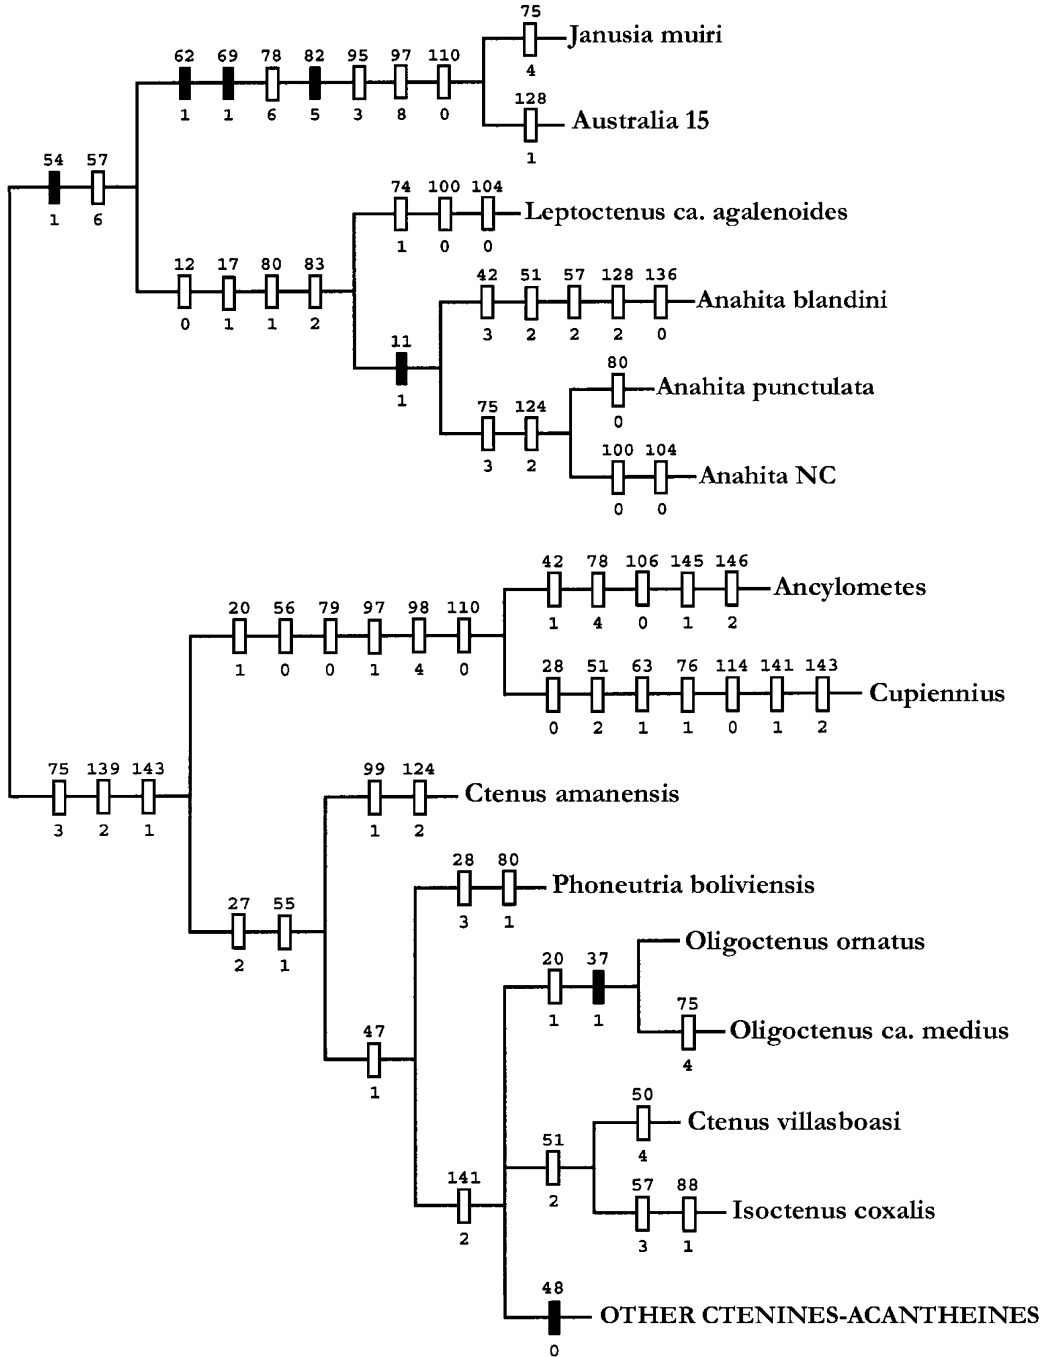 75
Janusia muiri
62 69 78 82 95 97 110
4
1 1 6 5 3 8 0
128
Australia 15
1
54 57
1 6
74 100 104
Leptoctenus ca. agalenoides
1 0 0
12 17 80 83
0 1 1 2
42 51 57 128 136
Anahita blandini
3 2 2 2 0
11
1
80
Anahita punctulata
0
75 124
3 2
100 104
Anahita NC
0 0
42 78 106 145 146
Ancylometes
1 4 0 1 2
20 56 79 97 98 110
1 0 0 1 4 0
28 51 63 76 114 141 143
Cupiennius
0 2 1 1 0 1 2
75 139 143
3 2 1
99 124
Ctenus amanensis
1 2
28 80
Phoneutria boliviensis
3 1
27 55
2 1
Oligoctenus ornatus
20 37
1 1
75
Oligoctenus ca. medius
4
47
1
50
Ctenus villasboasi
4
51
2
141
2
57 88
Isoctenus coxalis
3 1
48
OTHER CTENINES-ACANTHEINES
0